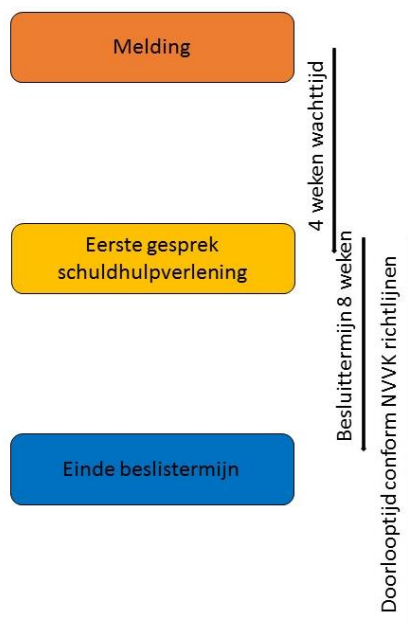 Melding
4 weken wachttijd
Eerste gesprek
schuldhulpverlening
Besluittermijn 8 weken
Doorlooptijd conform NVVK richtlijnen
Einde beslistermijn